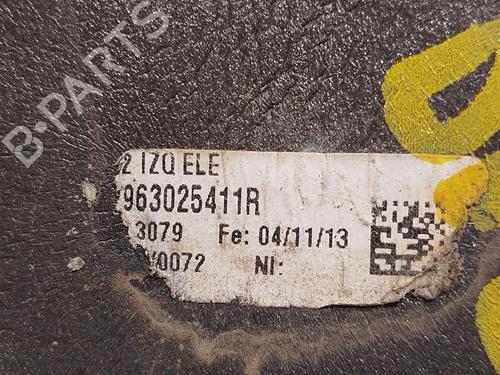 B-PARTS
2 IZQ ELE
963025411R
3079 Fe: 04/11/13
0072 NI: